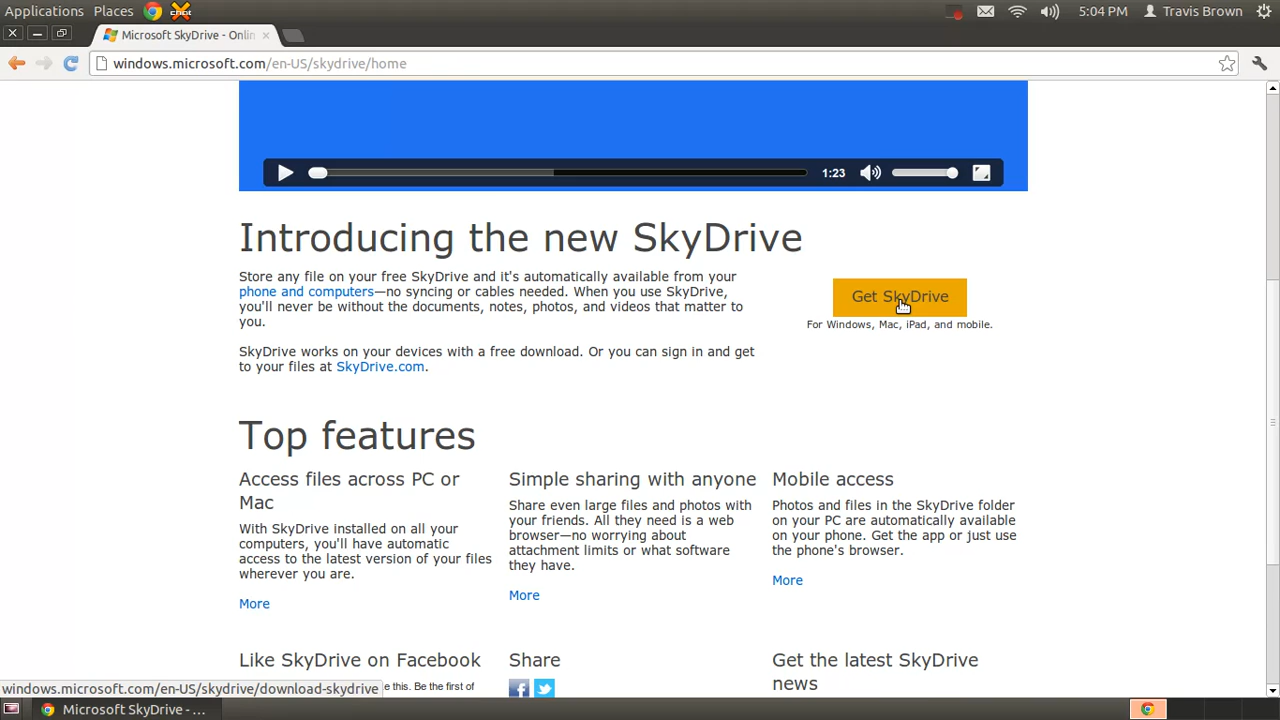 Applications Places 5:04 PM Travis Brown
Microsoft SkyDrive - Onlin
windows.microsoft.com/en-US/skydrive/home
1:23
Introducing the new SkyDrive
Store any file on your free SkyDrive and it's automatically available from your
phone and computers—no syncing or cables needed. When you use SkyDrive,
you'll never be without the documents, notes, photos, and videos that matter to
you.
Get SkyDrive
For Windows, Mac, iPad, and mobile.
SkyDrive works on your devices with a free download. Or you can sign in and get
to your files at SkyDrive.com.
Top features
Access files across PC or
Mac
With SkyDrive installed on all your
computers, you'll have automatic
access to the latest version of your files
wherever you are.
More
Simple sharing with anyone
Share even large files and photos with
your friends. All they need is a web
browser—no worrying about
attachment limits or what software
they have.
More
Mobile access
Photos and files in the SkyDrive folder
on your PC are automatically available
on your phone. Get the app or just use
the phone's browser.
More
Like SkyDrive on Facebook
e this. Be the first of
Share
Get the latest SkyDrive
news
windows.microsoft.com/en-US/skydrive/download-skydrive
Microsoft SkyDrive - ...